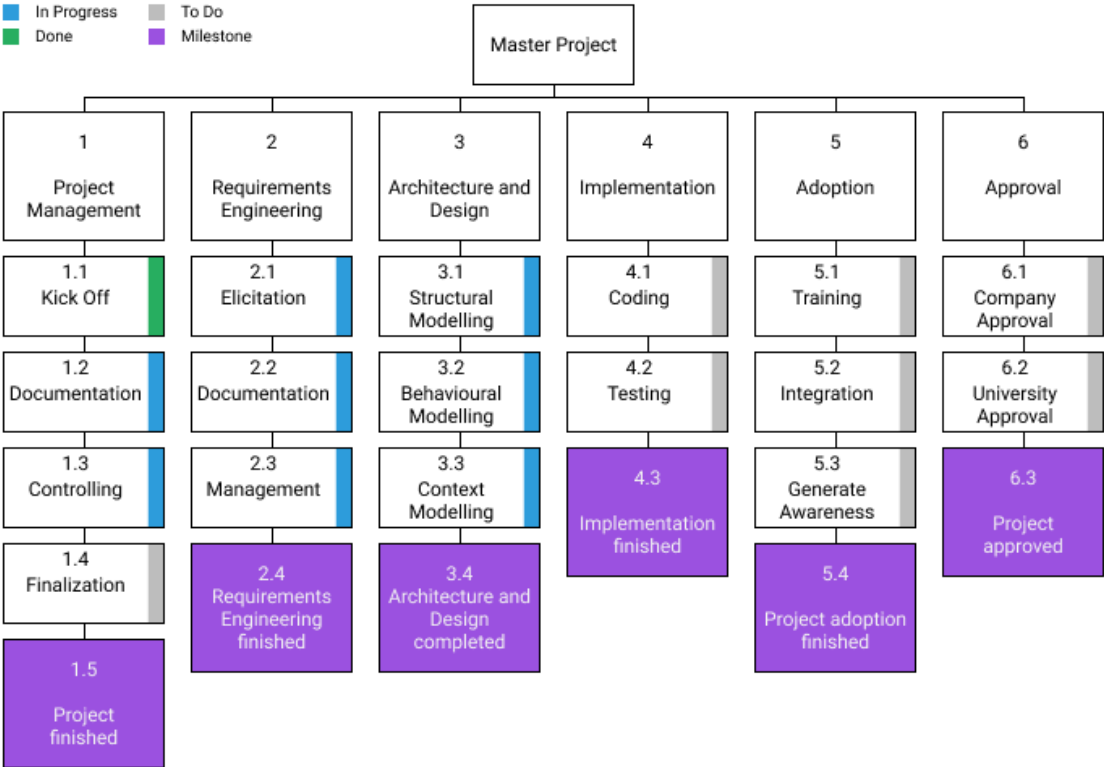 In Progress
To Do
Done
Milestone
Master Project
1
Project
Management
2
Requirements
Engineering
3
Architecture and
Design
4
Implementation
5
Adoption
6
Approval
1.1
Kick Off
2.1
Elicitation
3.1
Structural
Modelling
4.1
Coding
5.1
Training
6.1
Company
Approval
1.2
Documentation
2.2
Documentation
3.2
Behavioural
Modelling
4.2
Testing
5.2
Integration
6.2
University
Approval
1.3
Controlling
2.3
Management
3.3
Context
Modelling
4.3
Implementation
finished
5.3
Generate
Awareness
6.3
Project
approved
1.4
Finalization
2.4
Requirements
Engineering
finished
3.4
Architecture and
Design
completed
5.4
Project adoption
finished
1.5
Project
finished